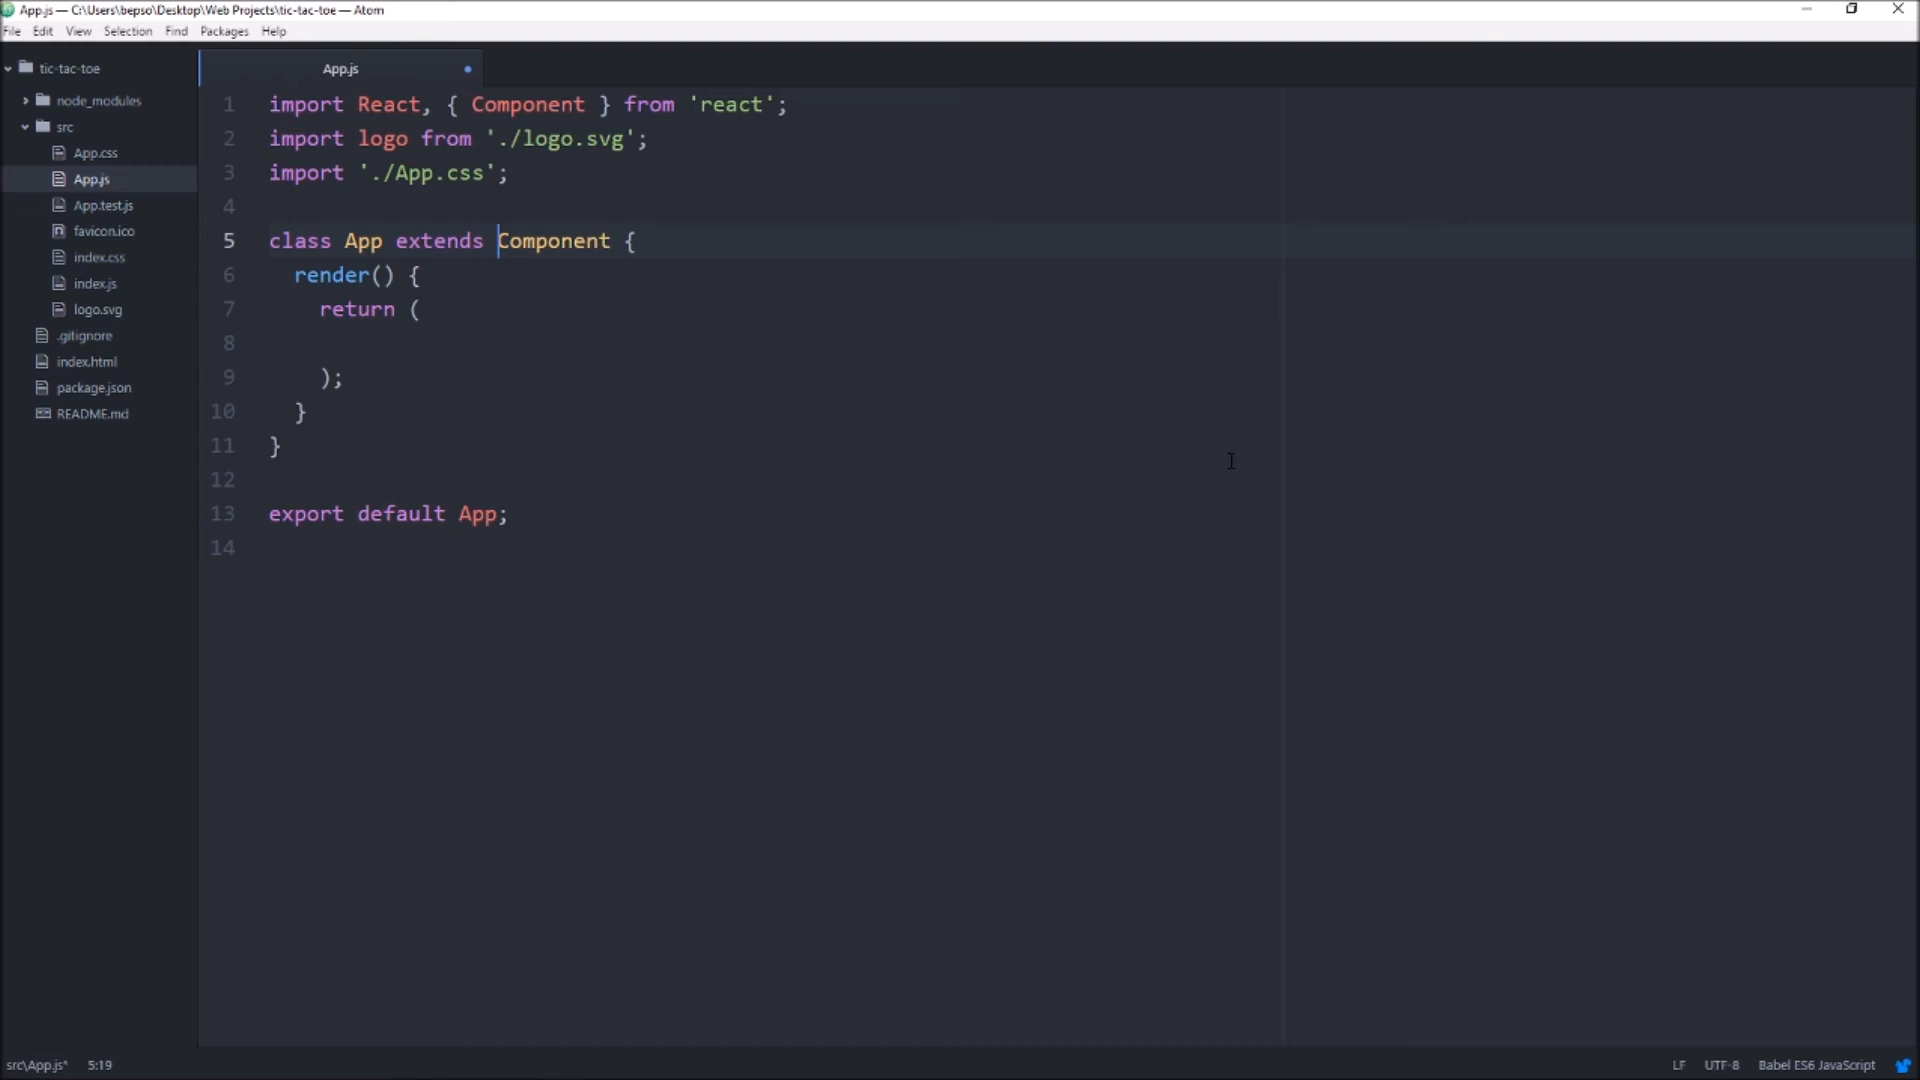 App.js — C:\Users\bepso\Desktop\Web Projects\tic-tac-toe — Atom
File Edit View Selection Find Packages Help
tic-tac-toe
node_modules
src
App.css
App.js
App.test.js
favicon.ico
index.css
index.js
logo.svg
.gitignore
index.html
package.json
README.md
App.js
1 import React, { Component } from 'react';
2 import logo from './logo.svg';
3 import './App.css';
4
5 class App extends Component {
6 render() {
7 return (
8
9 );
10 }
11 }
12
13 export default App;
14
src\App.js* 5:19
LF UTF-8 Babel ES6 JavaScript